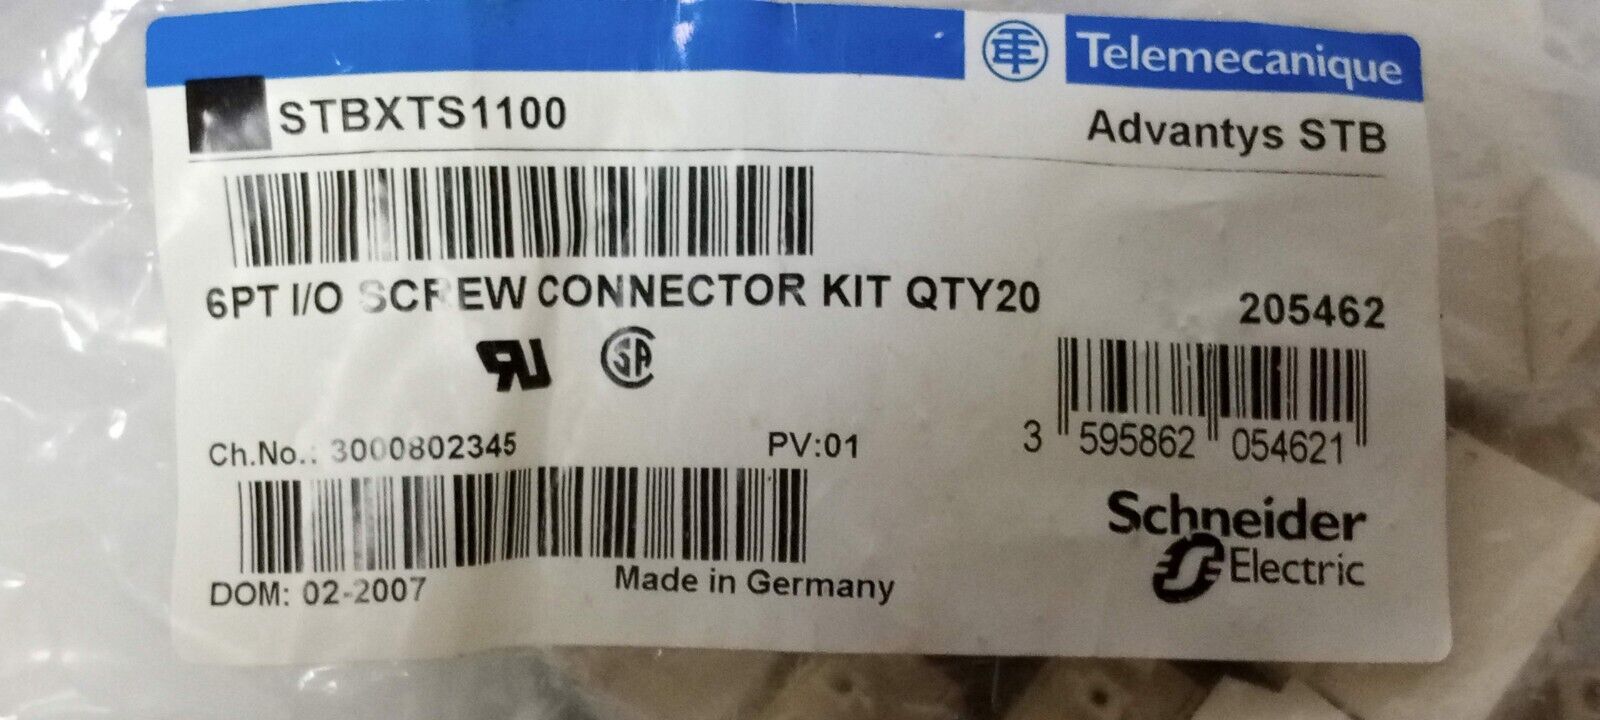 Telemecanique
STBXTS1100
Advantys STB
6PT I/O SCREW CONNECTOR KIT QTY20
205462
Ch.No.: 3000802345
PV:01
3 595862 054621
DOM: 02-2007
Made in Germany
Schneider
Electric